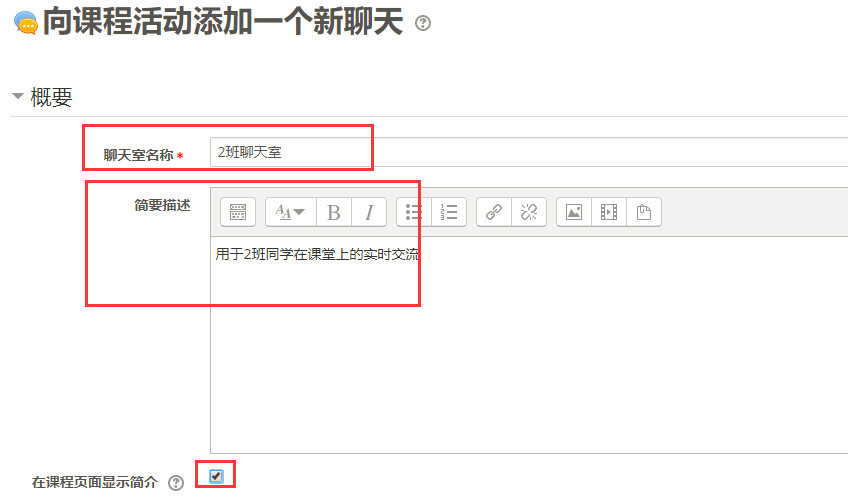 向课程活动添加一个新聊天
概要
聊天室名称* 2班聊天室
简要描述
用于2班同学在课堂上的实时交流
在课程页面显示简介